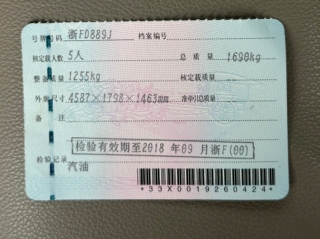 号牌号码 浙FD889J 档案编号
核定载人数 5人 总 质 量 1690kg
整备质量 1255kg 核定载质量
外廓尺寸 4587×1798×1463mm 准牵引总质量
备 注
检验有效期至2018 年09 月浙F(00)
检验记录
汽油
*33X0019260424*